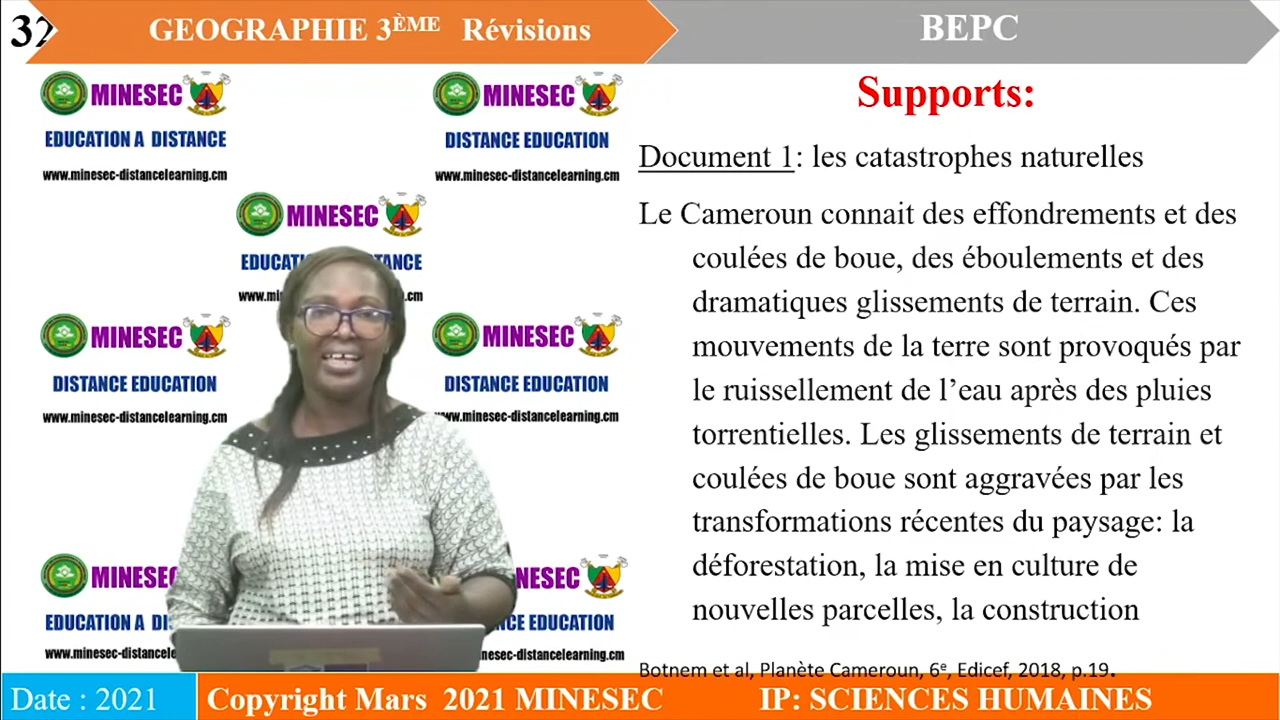 32
GEOGRAPHIE 3ÈME Révisions
BEPC
MINESEC
EDUCATION A DISTANCE
www.minesec-distancelearning.cm
MINESEC
DISTANCE EDUCATION
www.minesec-distancelearning.cm
MINESEC
MINESEC
DISTANCE EDUCATION
www.minesec-distancelearning.cm
MINESEC
DISTANCE EDUCATION
www.minesec-distancelearning.cm
Supports:
Document 1: les catastrophes naturelles
Le Cameroun connait des effondrements et des
coulées de boue, des éboulements et des
dramatiques glissements de terrain. Ces
mouvements de la terre sont provoqués par
le ruissellement de l’eau après des pluies
torrentielles. Les glissements de terrain et
coulées de boue sont aggravées par les
transformations récentes du paysage: la
déforestation, la mise en culture de
nouvelles parcelles, la construction
Botnem et al, Planète Cameroun, 6e, Edicef, 2018, p.19.
Date : 2021
Copyright Mars 2021 MINESEC
IP: SCIENCES HUMAINES